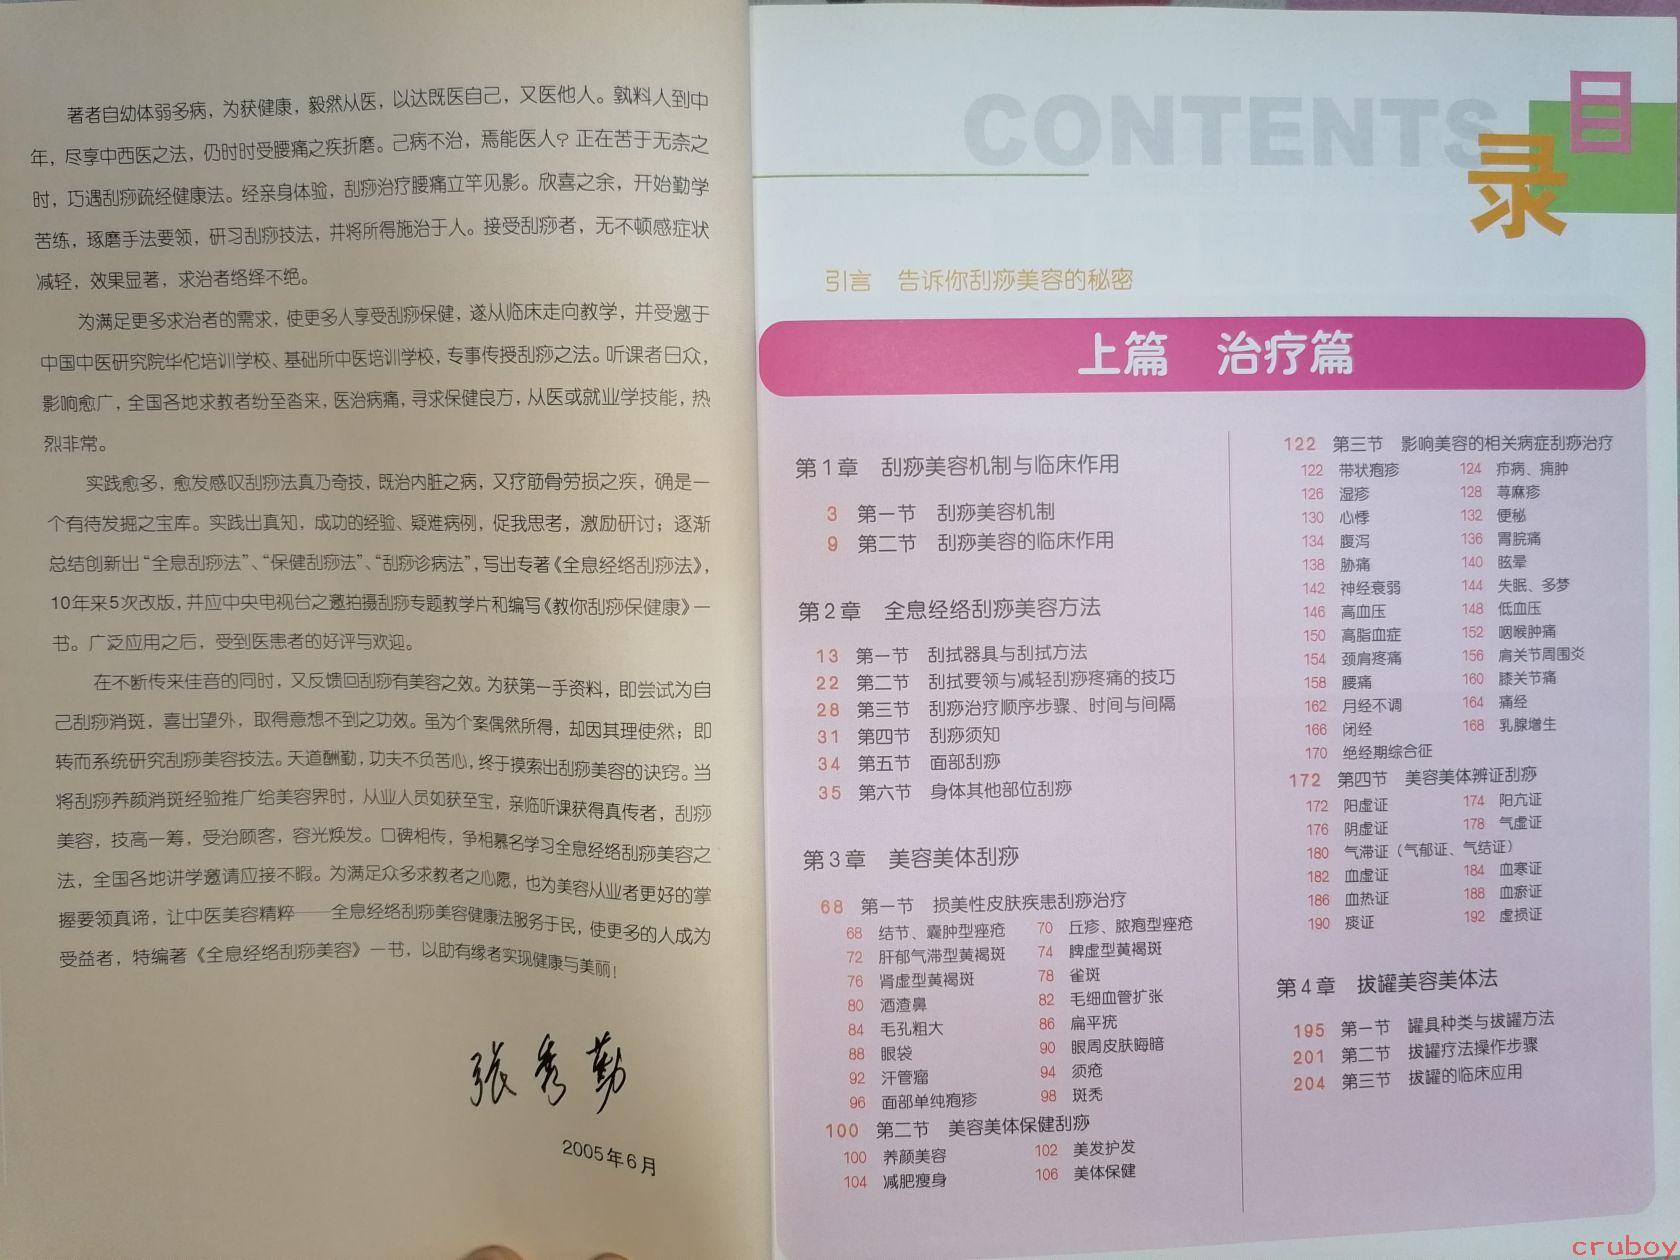 著者自幼体弱多病，为获健康，毅然从医，以达既医自己，又医他人。孰料人到中
年，尽享中西医之法，仍时时受腰痛之疾折磨。己病不治，焉能医人？正在苦于无奈之
时，巧遇刮痧疏经健康法。经亲身体验，刮痧治疗腰痛立竿见影。欣喜之余，开始勤学
苦练，琢磨手法要领，研习刮痧技法，并将所得施治于人。接受刮痧者，无不顿感症状
减轻，效果显著，求治者络绎不绝。
为满足更多求治者的需求，使更多人享受刮痧保健，遂从临床走向教学，并受邀于
中国中医研究院华佗培训学校、基础所中医培训学校，专事传授刮痧之法。听课者日众，
影响愈广，全国各地求教者纷至沓来，医治病痛，寻求保健良方，从医或就业学技能，热
烈非常。
实践愈多，愈发感叹刮痧法真乃奇技，既治内脏之病，又疗筋骨劳损之疾，确是一
个有待发掘之宝库。实践出真知，成功的经验、疑难病例，促我思考，激励研讨；逐渐
总结创新出“全息刮痧法”、“保健刮痧法”、“刮痧诊病法”，写出专著《全息经络刮痧法》，
10年来5次改版，并应中央电视台之邀拍摄刮痧专题教学片和编写《教你刮痧保健康》一
书。广泛应用之后，受到医患者的好评与欢迎。
在不断传来佳音的同时，又反馈回刮痧有美容之效。为获第一手资料，即尝试为自
己刮痧消斑，喜出望外，取得意想不到之功效。虽为个案偶然所得，却因其理使然；即
转而系统研究刮痧美容技法。天道酬勤，功夫不负苦心，终于摸索出刮痧美容的诀窍。当
将刮痧养颜消斑经验推广给美容界时，从业人员如获至宝，亲临听课获得真传者，刮痧
美容，技高一筹，受治顾客，容光焕发。口碑相传，争相慕名学习全息经络刮痧美容之
法，全国各地讲学邀请应接不暇。为满足众多求教者之心愿，也为美容从业者更好的掌
握要领真谛，让中医美容精粹——全息经络刮痧美容健康法服务于民，使更多的人成为
受益者，特编著《全息经络刮痧美容》一书，以助有缘者实现健康与美丽！
张秀勤
2005年6月
CONTENTS
目录
引言 告诉你刮痧美容的秘密
上篇 治疗篇
第1章 刮痧美容机制与临床作用
3 第一节 刮痧美容机制
9 第二节 刮痧美容的临床作用
第2章 全息经络刮痧美容方法
13 第一节 刮拭器具与刮拭方法
22 第二节 刮拭要领与减轻刮痧疼痛的技巧
28 第三节 刮痧治疗顺序步骤、时间与间隔
31 第四节 刮痧须知
34 第五节 面部刮痧
35 第六节 身体其他部位刮痧
第3章 美容美体刮痧
68 第一节 损美性皮肤疾患刮痧治疗
68 结节、囊肿型痤疮 70 丘疹、脓疱型痤疮
72 肝郁气滞型黄褐斑 74 脾虚型黄褐斑
76 肾虚型黄褐斑 78 雀斑
80 酒渣鼻 82 毛细血管扩张
84 毛孔粗大 86 扁平疣
88 眼袋 90 眼周皮肤晦暗
92 汗管瘤 94 须疮
96 面部单纯疱疹 98 斑秃
100 第二节 美容美体保健刮痧
100 养颜美容 102 美发护发
104 减肥瘦身 106 美体保健
122 第三节 影响美容的相关病症刮痧治疗
122 带状疱疹 124 疖病、痈肿
126 湿疹 128 荨麻疹
130 心悸 132 便秘
134 腹泻 136 胃脘痛
138 胁痛 140 眩晕
142 神经衰弱 144 失眠、多梦
146 高血压 148 低血压
150 高脂血症 152 咽喉肿痛
154 颈肩疼痛 156 肩关节周围炎
158 腰痛 160 膝关节痛
162 月经不调 164 痛经
166 闭经 168 乳腺增生
170 绝经期综合征
172 第四节 美容美体辨证刮痧
172 阳虚证 174 阳亢证
176 阴虚证 178 气虚证
180 气滞证（气郁证、气结证）
182 血虚证 184 血寒证
186 血热证 188 血瘀证
190 痰证 192 虚损证
第4章 拔罐美容美体法
195 第一节 罐具种类与拔罐方法
201 第二节 拔罐疗法操作步骤
204 第三节 拔罐的临床应用
cruboy